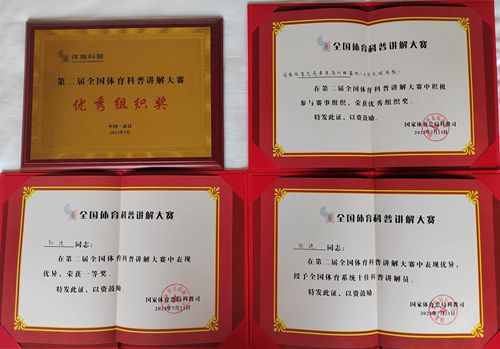 体育科普
第二届全国体育科普讲解大赛
优秀组织奖
中国·武汉
2023年7月
全国体育科普讲解大赛
在第二届全国体育科普讲解大赛中积极
参与赛事组织，荣获优秀组织奖。
特发此证，以资鼓励。
国家体育总局科教司
2023年7月21日
全国体育科普讲解大赛
同志：
在第二届全国体育科普讲解大赛中表现
优异，荣获一等奖。
特发此证，以资鼓励。
国家体育总局科教司
2023年7月21日
全国体育科普讲解大赛
同志：
在第二届全国体育科普讲解大赛中表现优异，
授予全国体育系统十佳科普讲解员。
特发此证，以资鼓励。
国家体育总局科教司
2023年7月21日